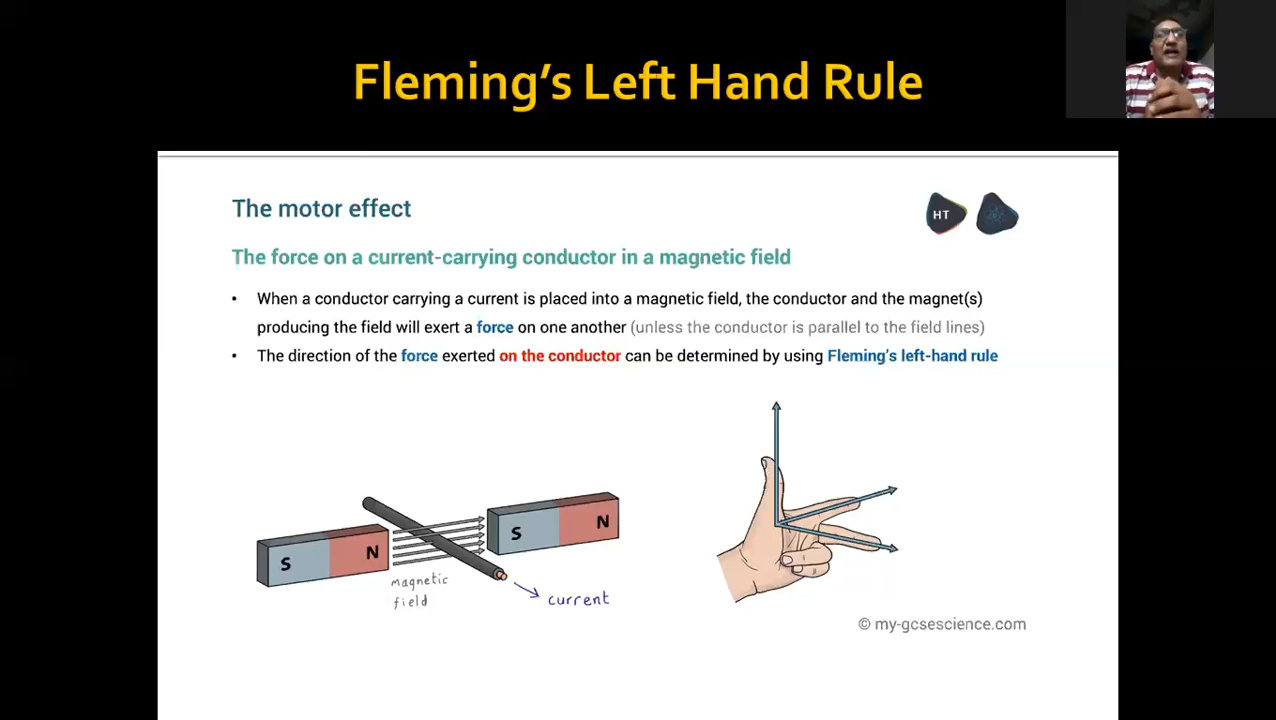 Fleming's Left Hand Rule
The motor effect
HT
The force on a current-carrying conductor in a magnetic field
• When a conductor carrying a current is placed into a magnetic field, the conductor and the magnet(s)
producing the field will exert a force on one another (unless the conductor is parallel to the field lines)
• The direction of the force exerted on the conductor can be determined by using Fleming's left-hand rule
S N
S N
magnetic
field
current
© my-gcsescience.com